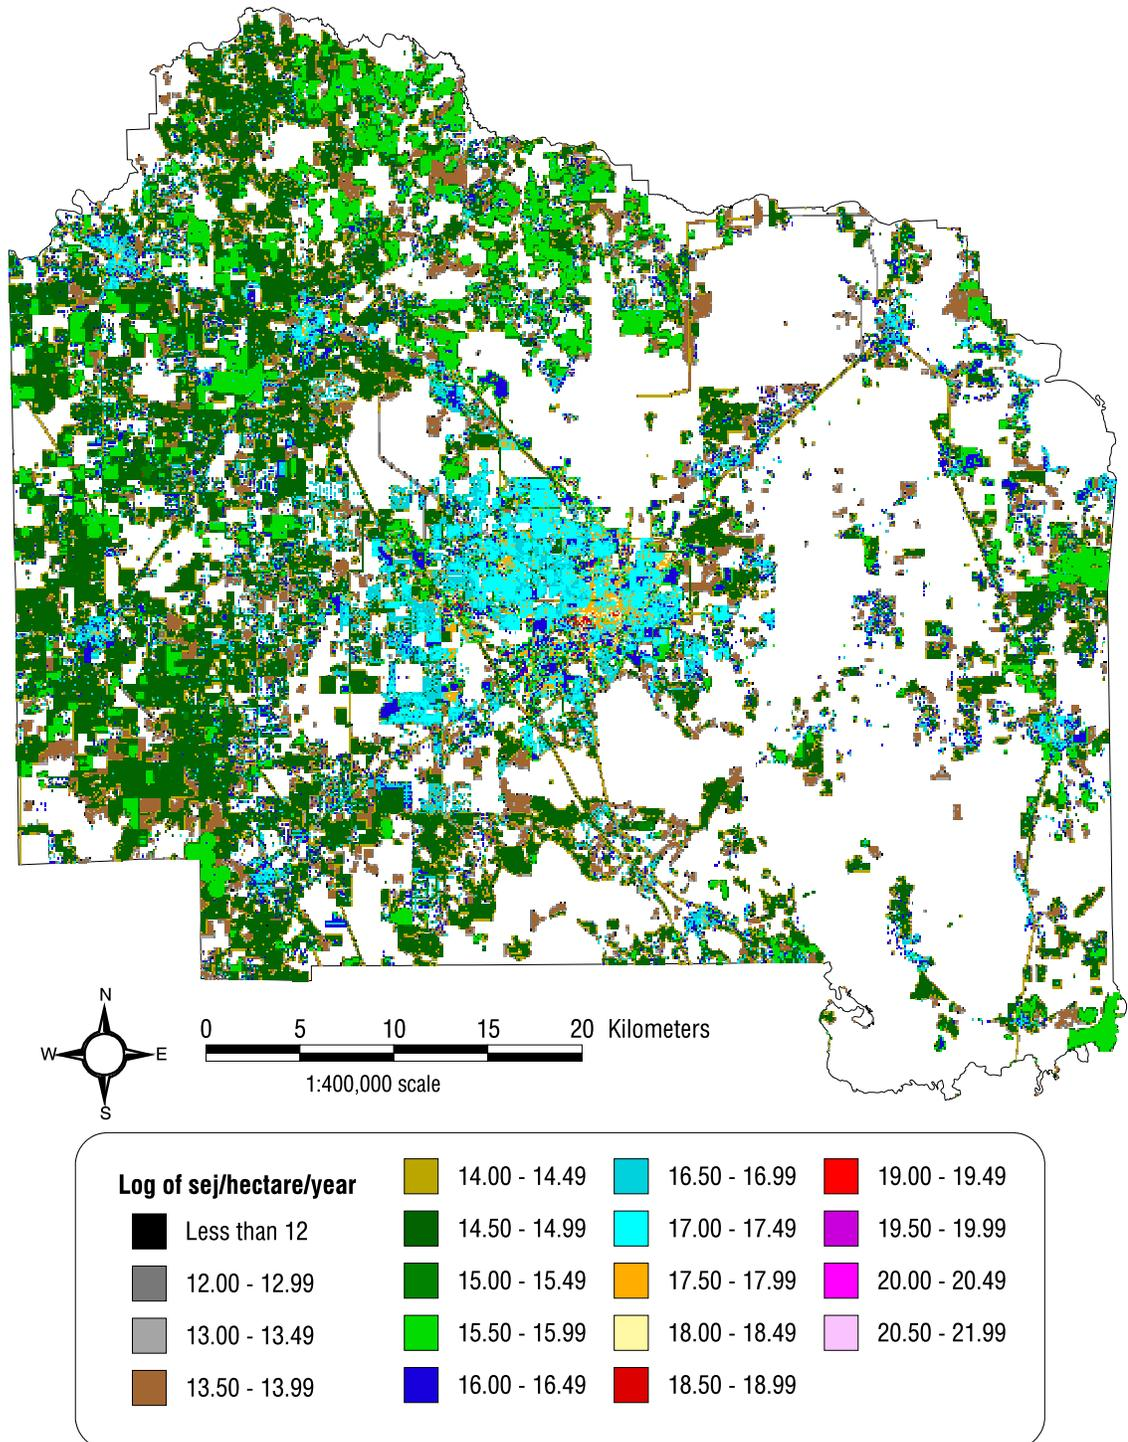 N
W E
S
0 5 10 15 20 Kilometers
1:400,000 scale
Log of sej/hectare/year
Less than 12
12.00 - 12.99
13.00 - 13.49
13.50 - 13.99
14.00 - 14.49
14.50 - 14.99
15.00 - 15.49
15.50 - 15.99
16.00 - 16.49
16.50 - 16.99
17.00 - 17.49
17.50 - 17.99
18.00 - 18.49
18.50 - 18.99
19.00 - 19.49
19.50 - 19.99
20.00 - 20.49
20.50 - 21.99